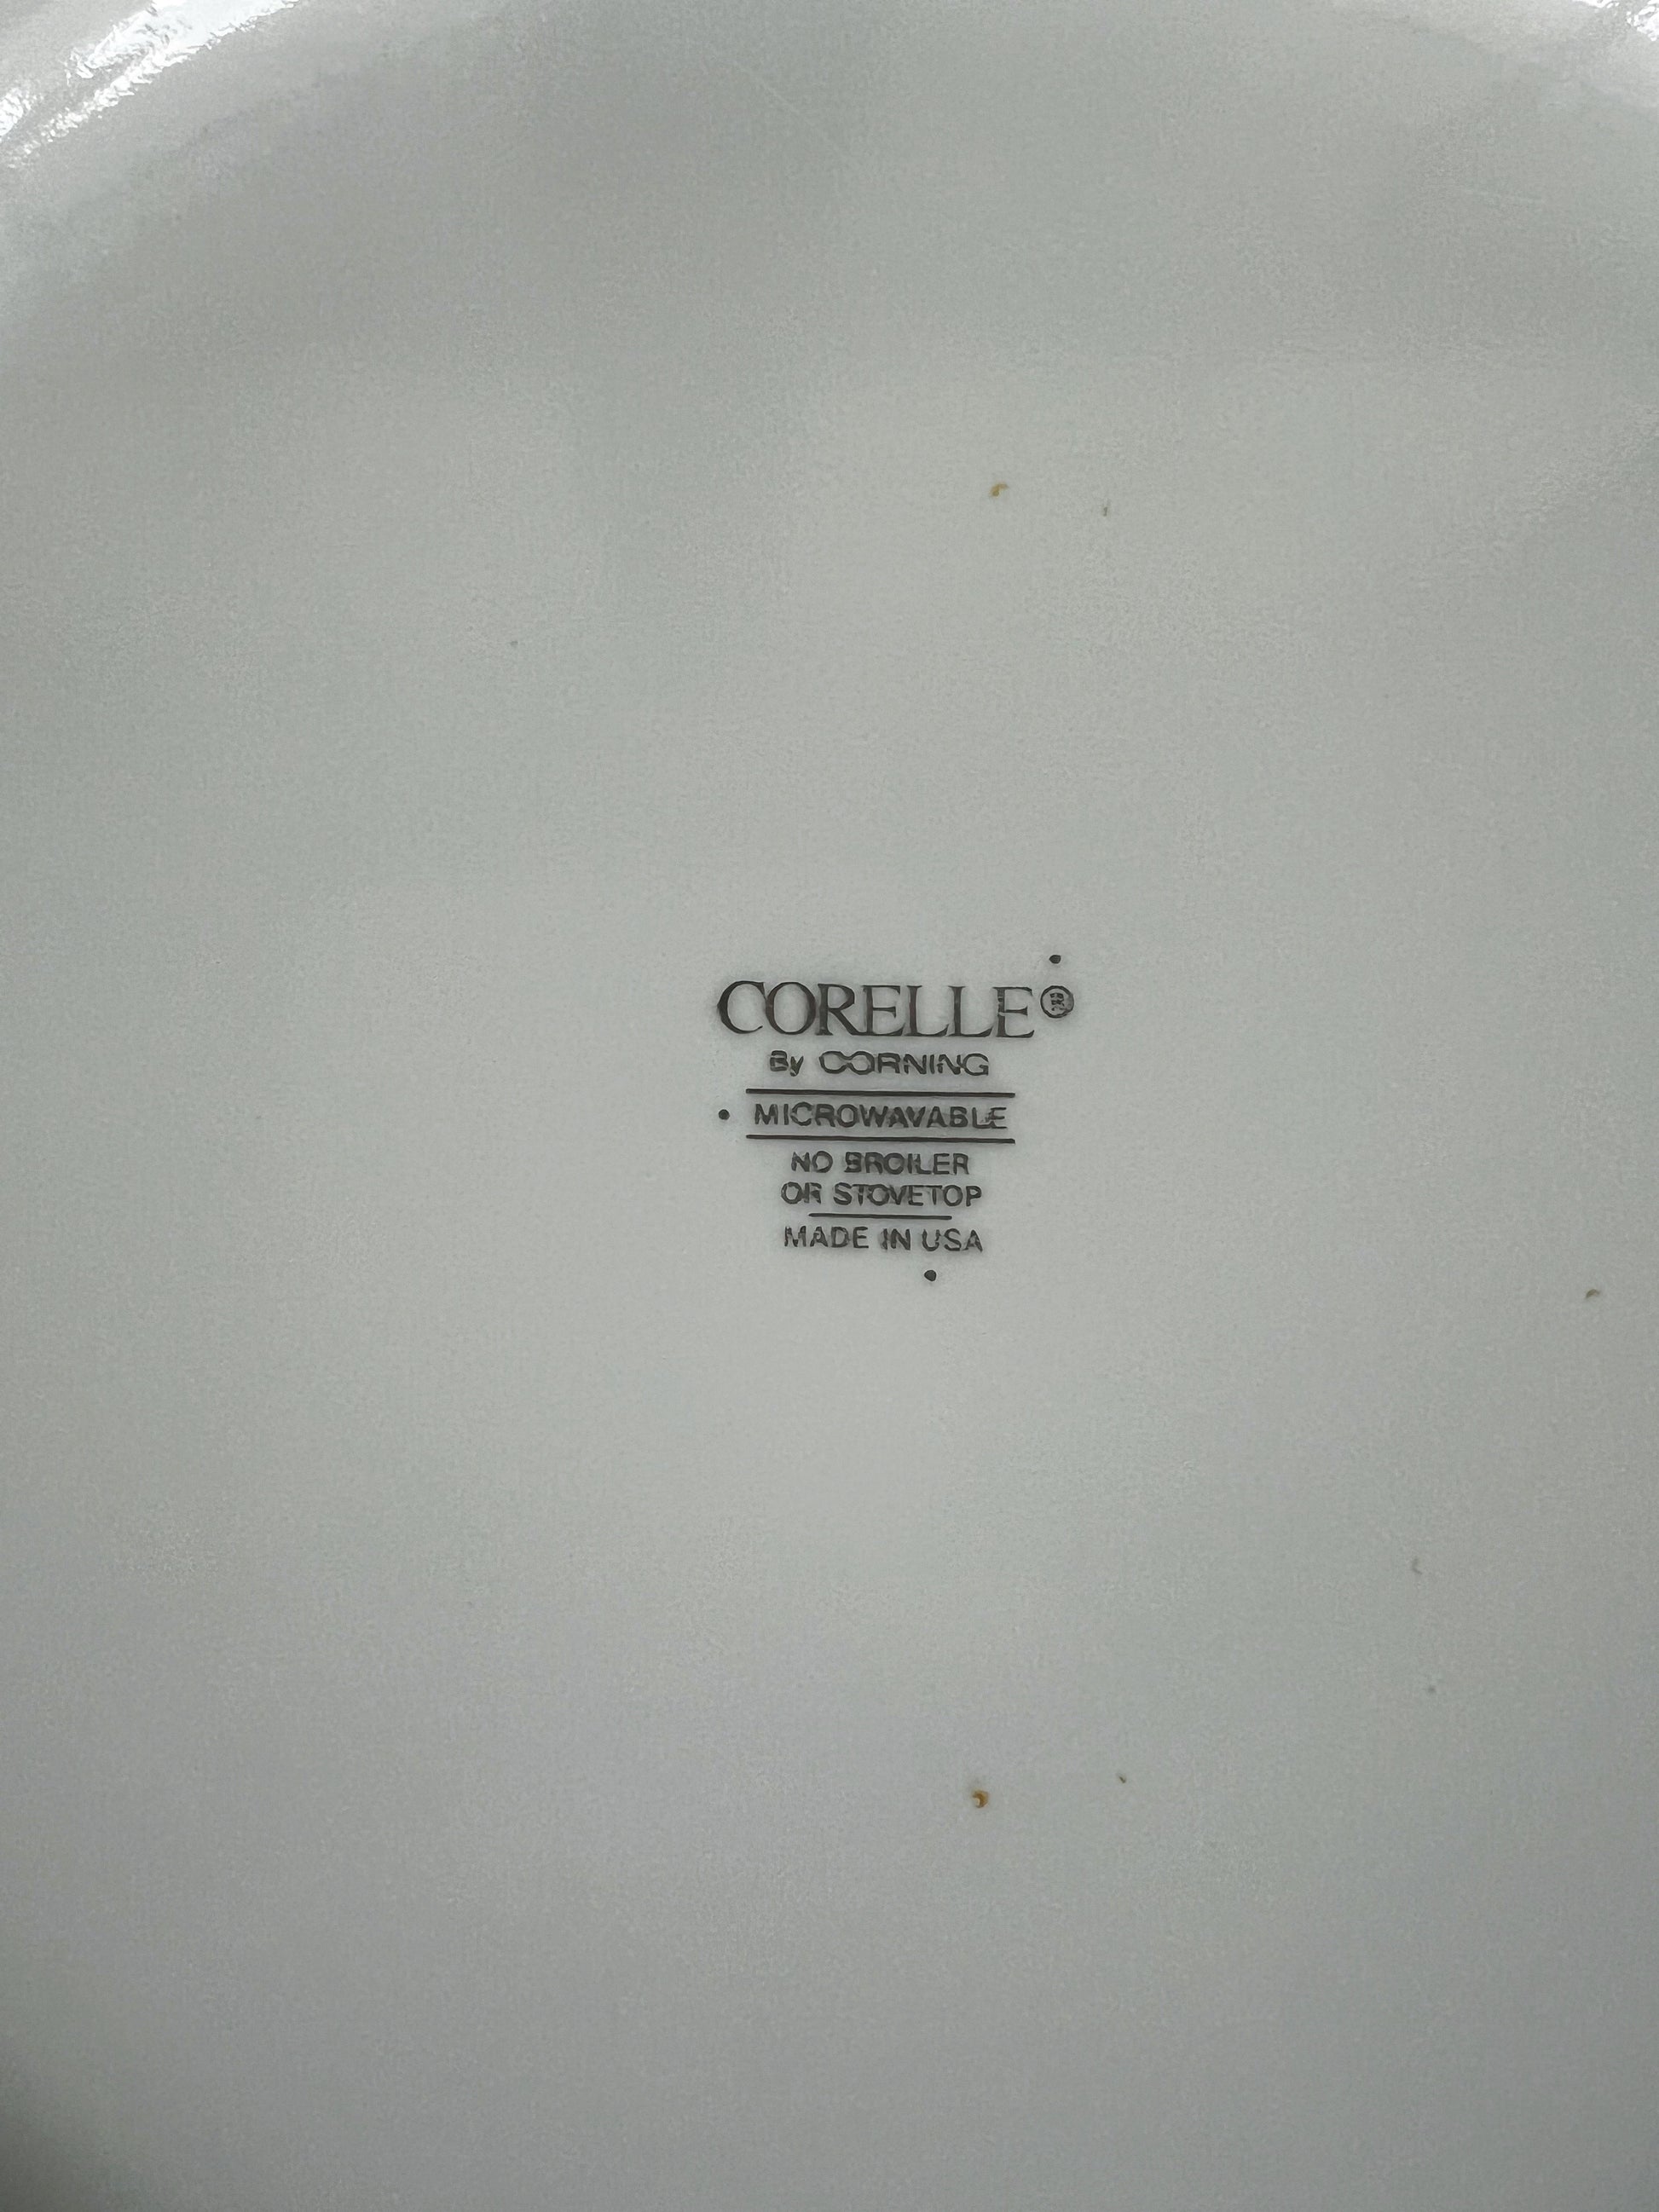 CORELLE®
By CORNING
MICROWAVABLE
NO BROILER
OR STOVETOP
MADE IN USA